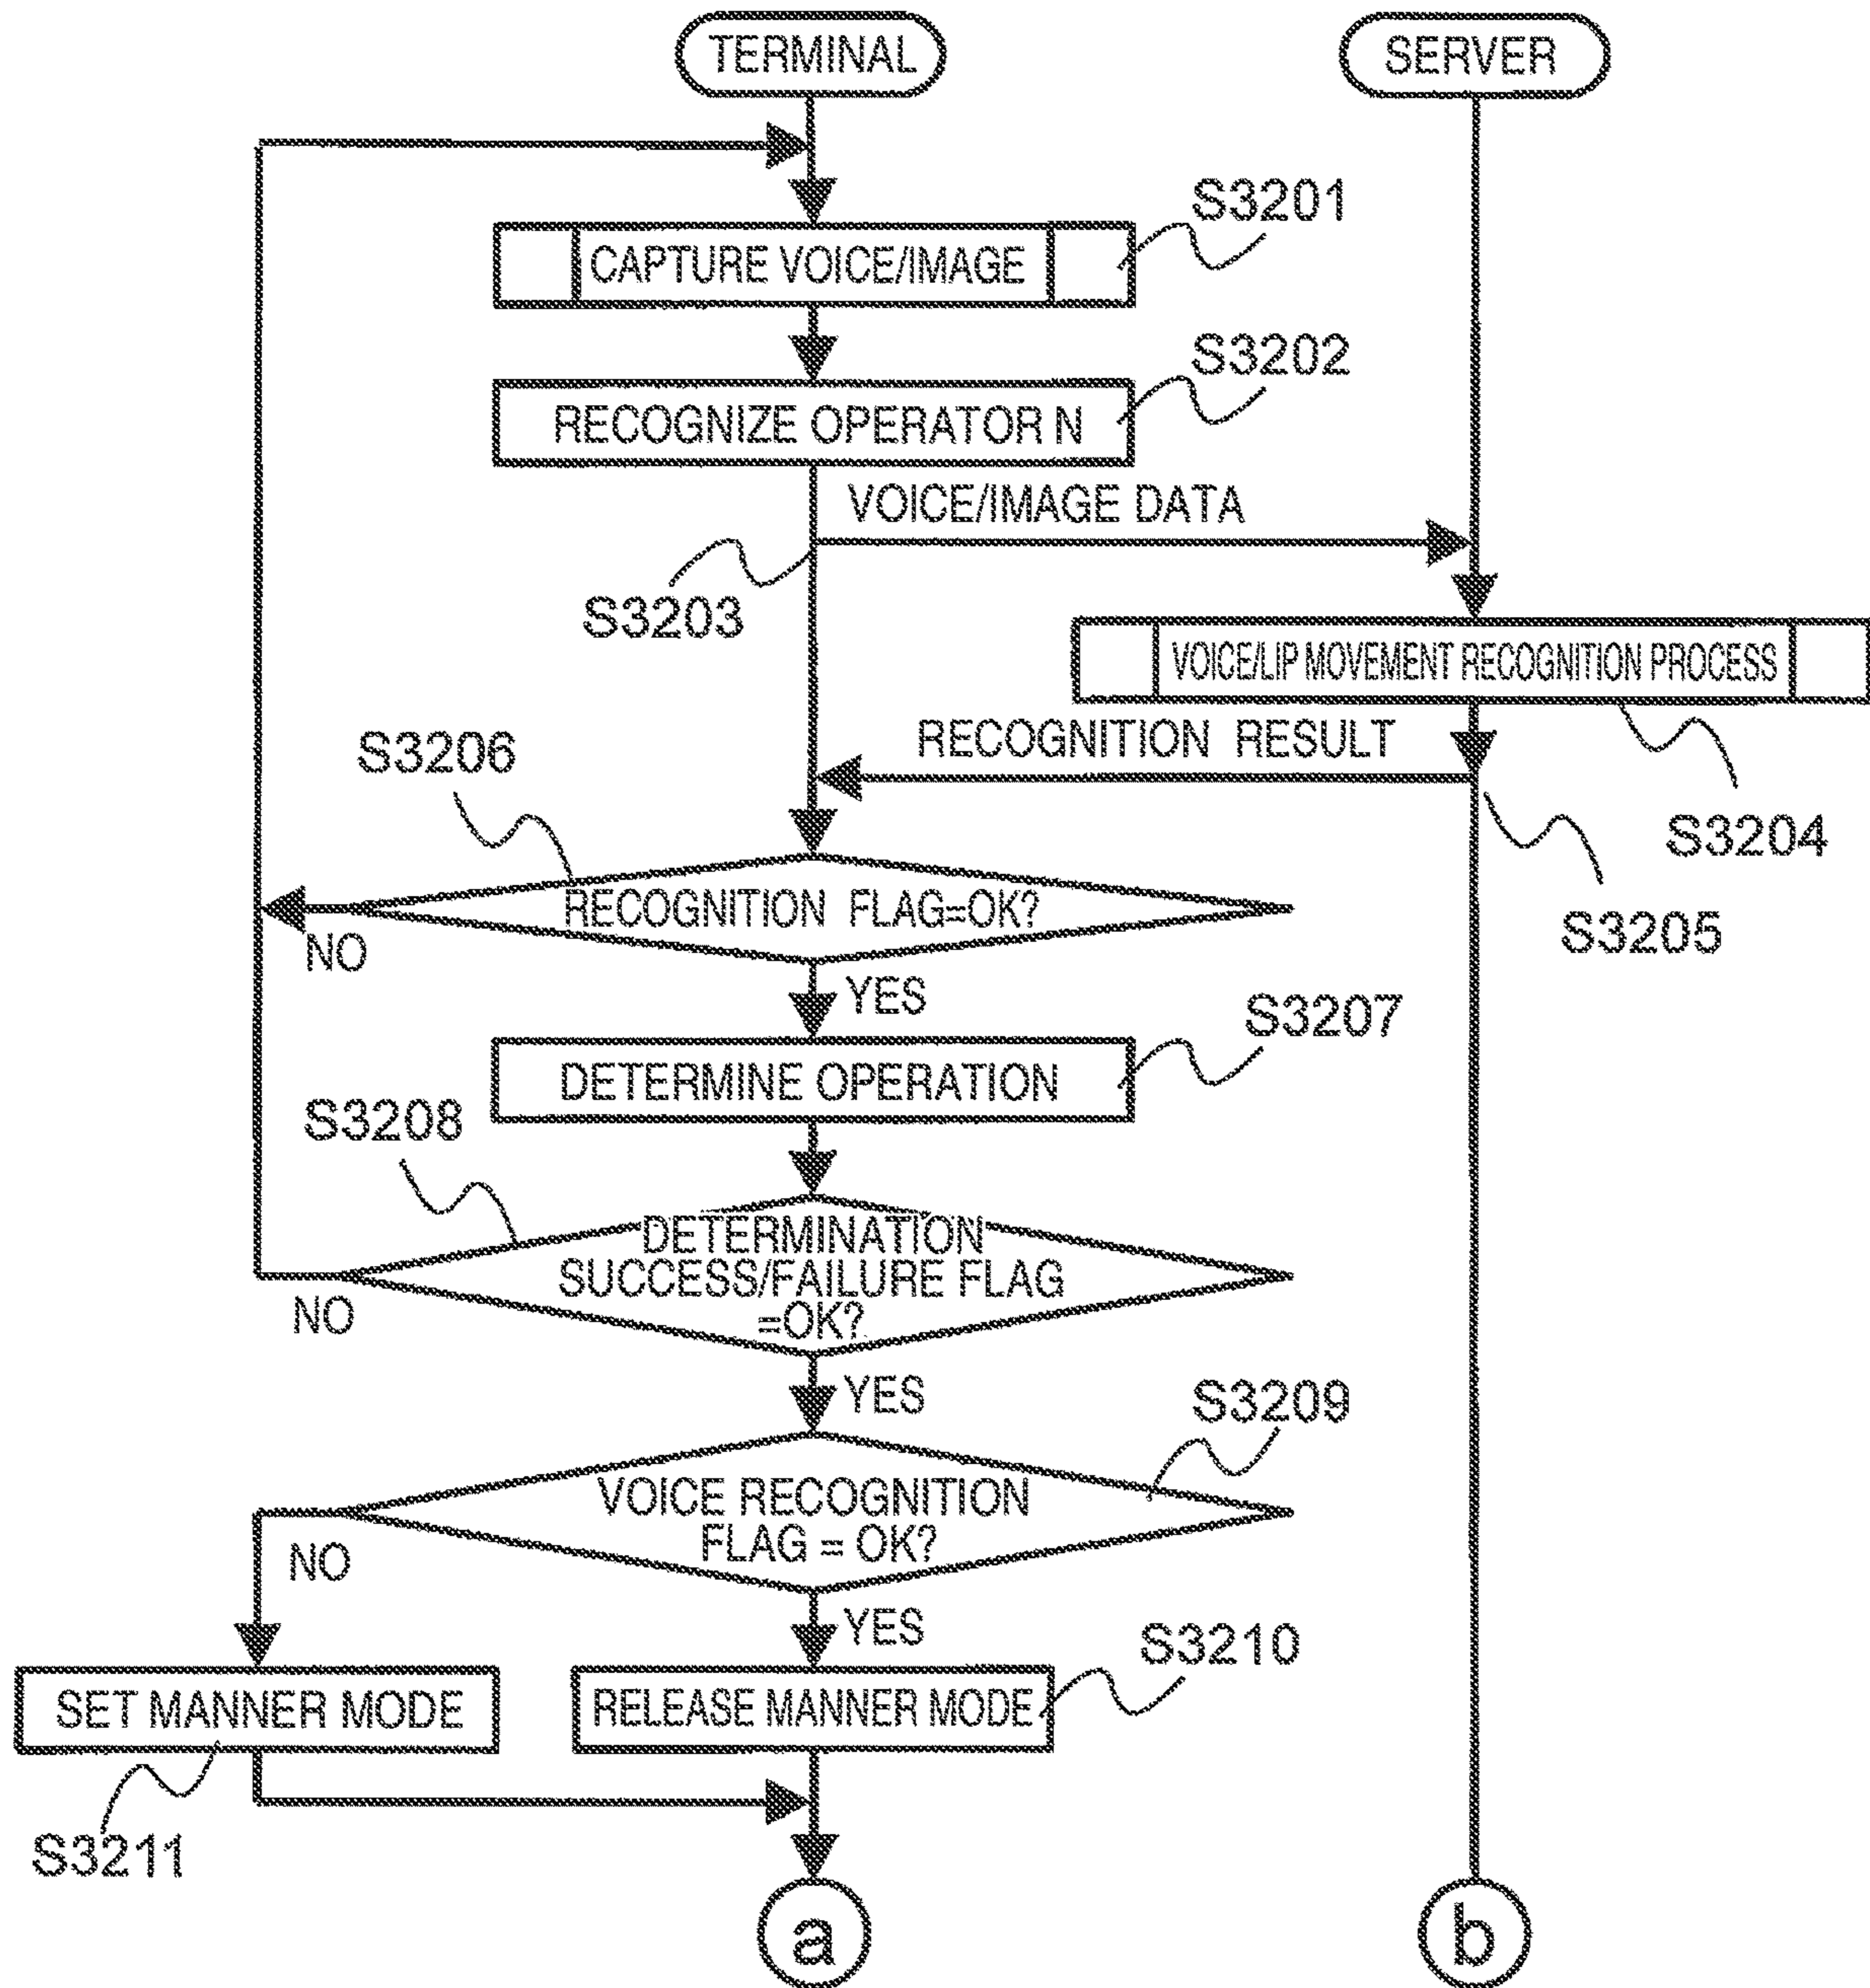 TERMINAL
SERVER
S3201
CAPTURE VOICE/IMAGE
S3202
RECOGNIZE OPERATOR N
VOICE/IMAGE DATA
S3203
VOICE/LIP MOVEMENT RECOGNITION PROCESS
RECOGNITION RESULT
S3204
S3205
S3206
RECOGNITION FLAG=OK?
NO
YES
S3207
DETERMINE OPERATION
S3208
DETERMINATION
SUCCESS/FAILURE FLAG
=OK?
NO
YES
S3209
VOICE RECOGNITION
FLAG = OK?
NO
YES
S3210
SET MANNER MODE
RELEASE MANNER MODE
S3211
a
b